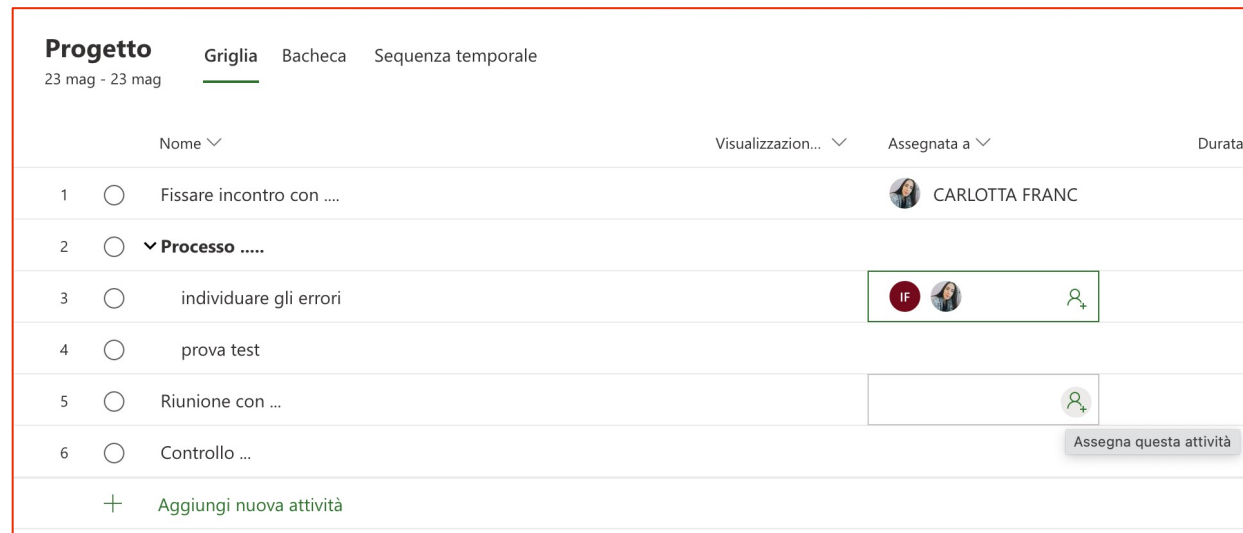 Progetto Griglia Bacheca Sequenza temporale
23 mag - 23 mag
Nome Visualizzazion... Assegnata a Durata
1 Fissare incontro con .... CARLOTTA FRANC
2 Processo .....
3 individuare gli errori IF
4 prova test
5 Riunione con ...
Assegna questa attività
6 Controllo ...
Aggiungi nuova attività